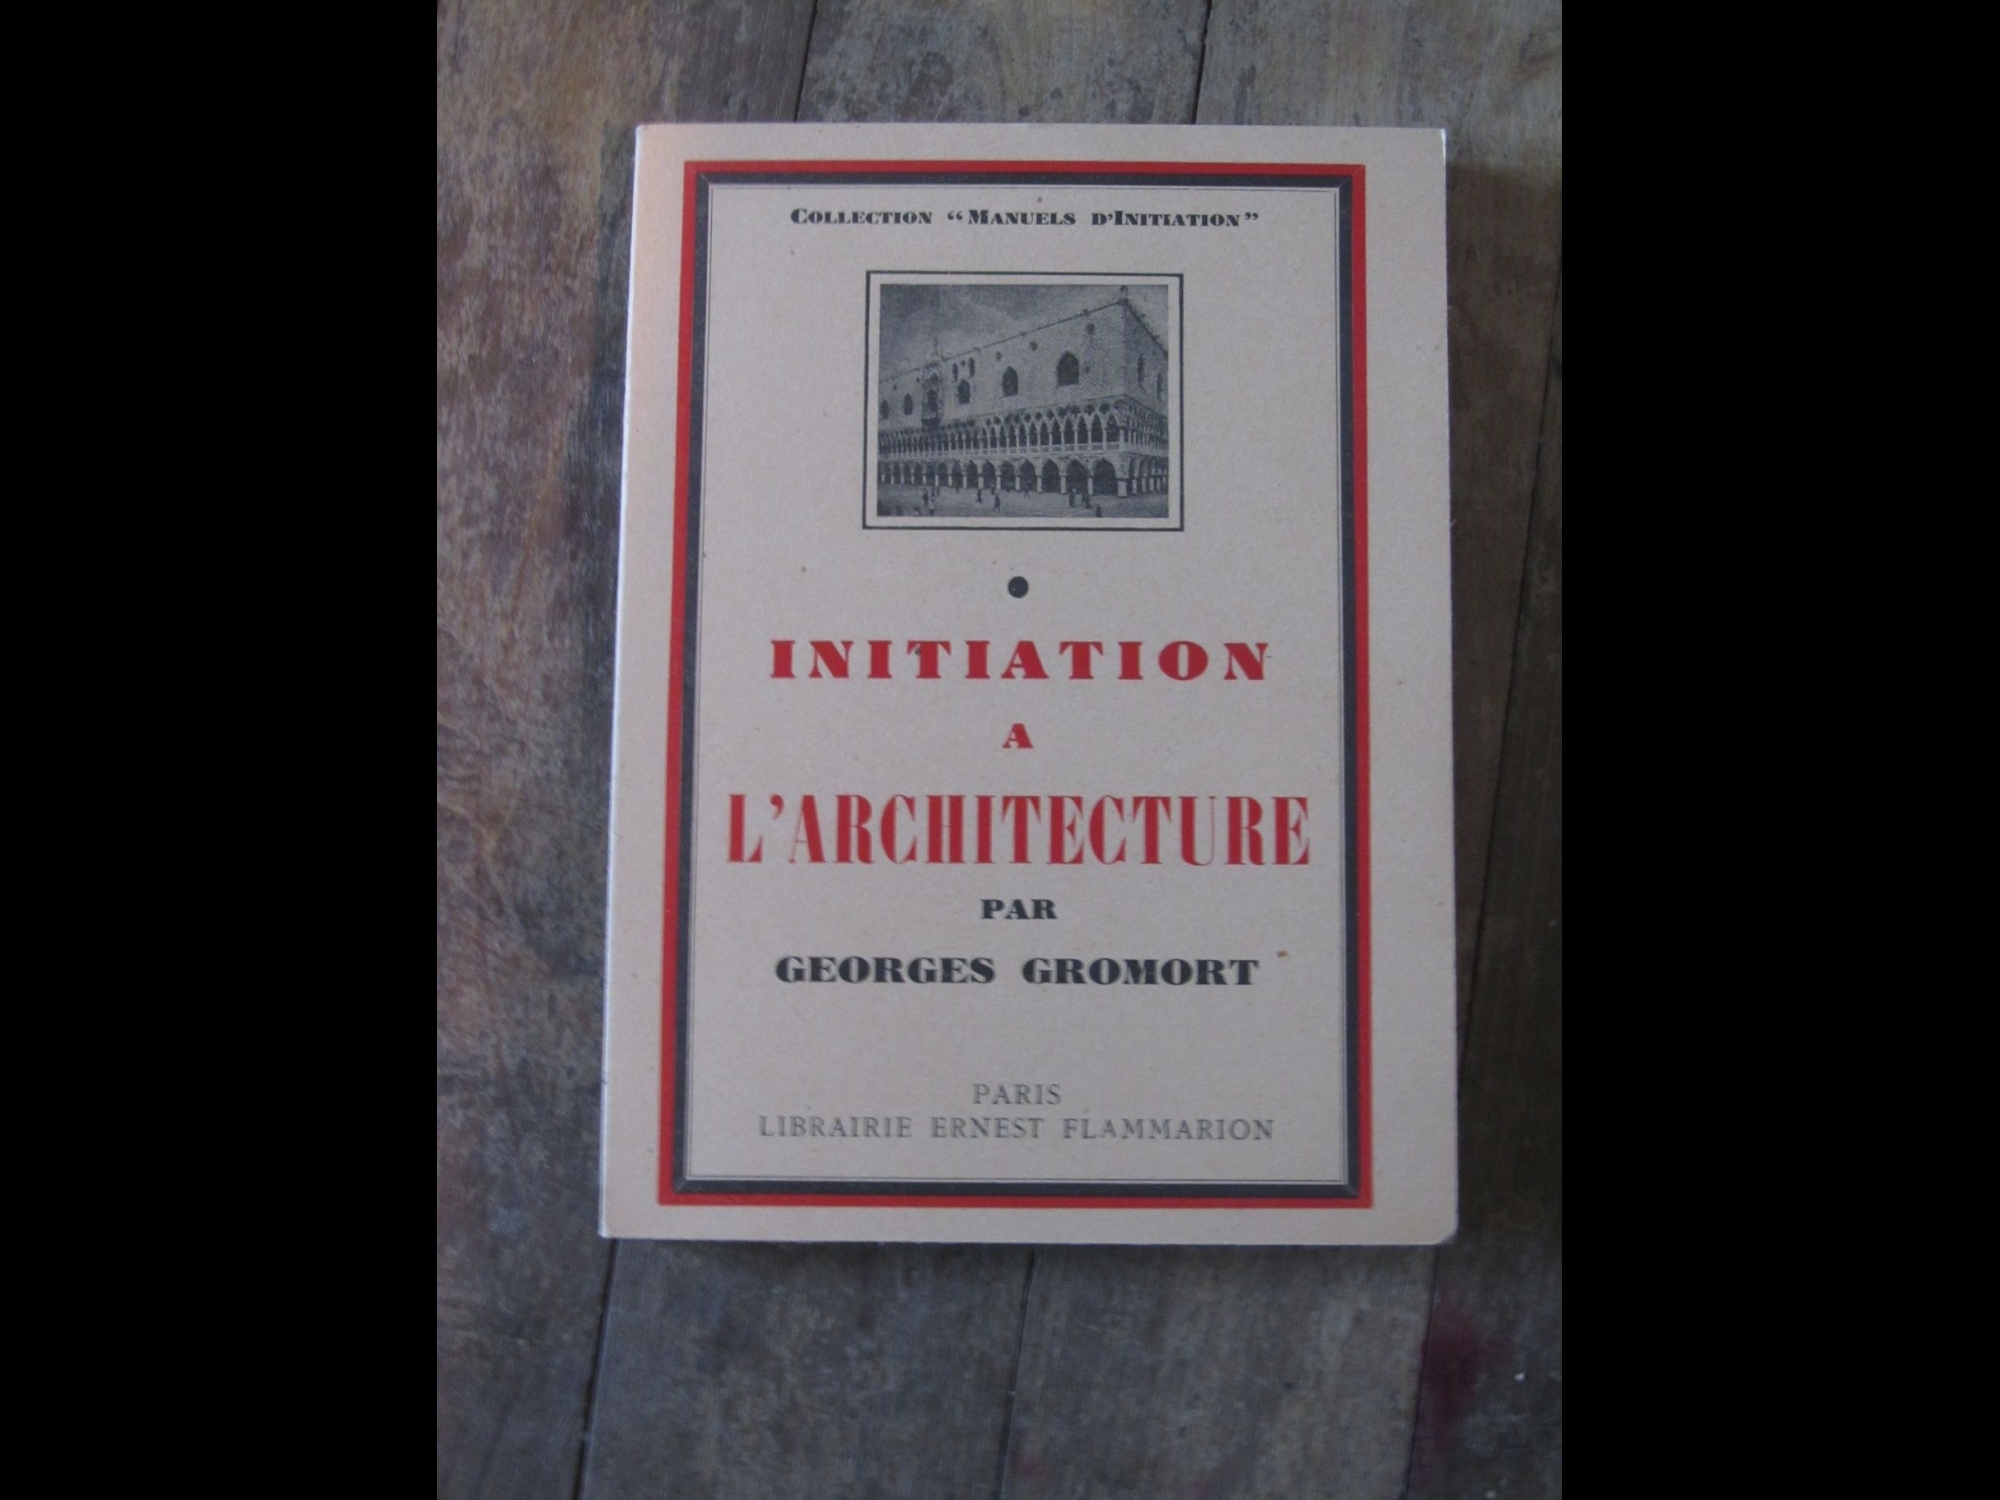 COLLECTION “MANUELS D'INITIATION”
INITIATION
A
L'ARCHITECTURE
PAR
GEORGES GROMORT
PARIS
LIBRAIRIE ERNEST FLAMMARION